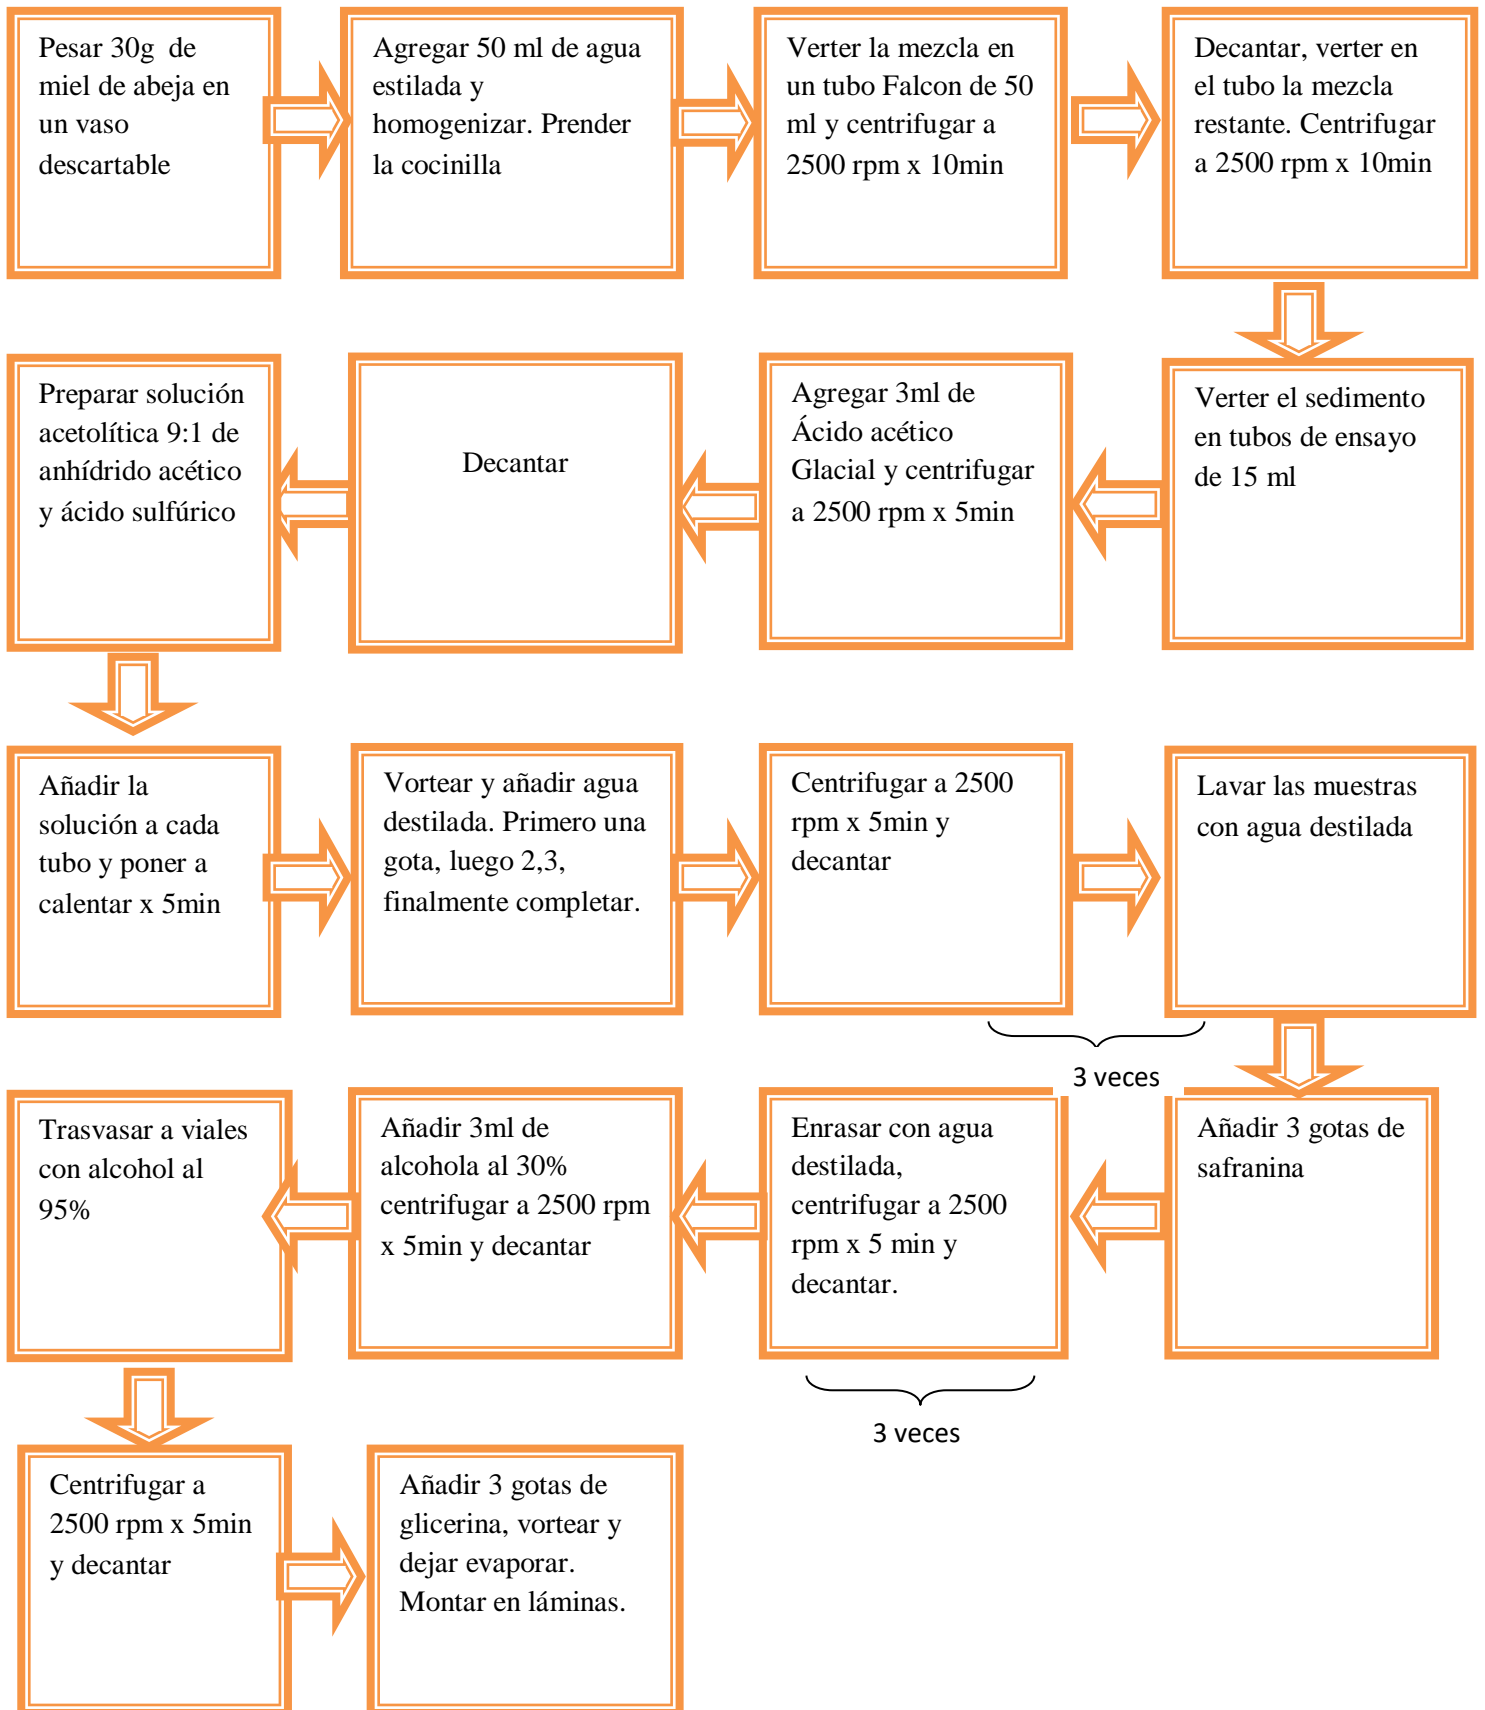 Pesar 30g  de
miel de abeja en
un vaso
descartable
Agregar 50 ml de agua
estilada y
homogenizar. Prender
la cocinilla
Verter la mezcla en
un tubo Falcon de 50
ml y centrifugar a
2500 rpm x 10min
Decantar, verter en
el tubo la mezcla
restante. Centrifugar
a 2500 rpm x 10min
Verter el sedimento
en tubos de ensayo
de 15 ml
Agregar 3ml de
Ácido acético
Glacial y centrifugar
a 2500 rpm x 5min
Decantar
Preparar solución
acetolítica 9:1 de
anhídrido acético
y ácido sulfúrico
Añadir la
solución a cada
tubo y poner a
calentar x 5min
Vortear y añadir agua
destilada. Primero una
gota, luego 2,3,
finalmente completar.
Centrifugar a 2500
rpm x 5min y
decantar
Lavar las muestras
con agua destilada
3 veces
Añadir 3 gotas de
safranina
Enrasar con agua
destilada,
centrifugar a 2500
rpm x 5 min y
decantar.
3 veces
Añadir 3ml de
alcohola al 30%
centrifugar a 2500 rpm
x 5min y decantar
Trasvasar a viales
con alcohol al
95%
Centrifugar a
2500 rpm x 5min
y decantar
Añadir 3 gotas de
glicerina, vortear y
dejar evaporar.
Montar en láminas.